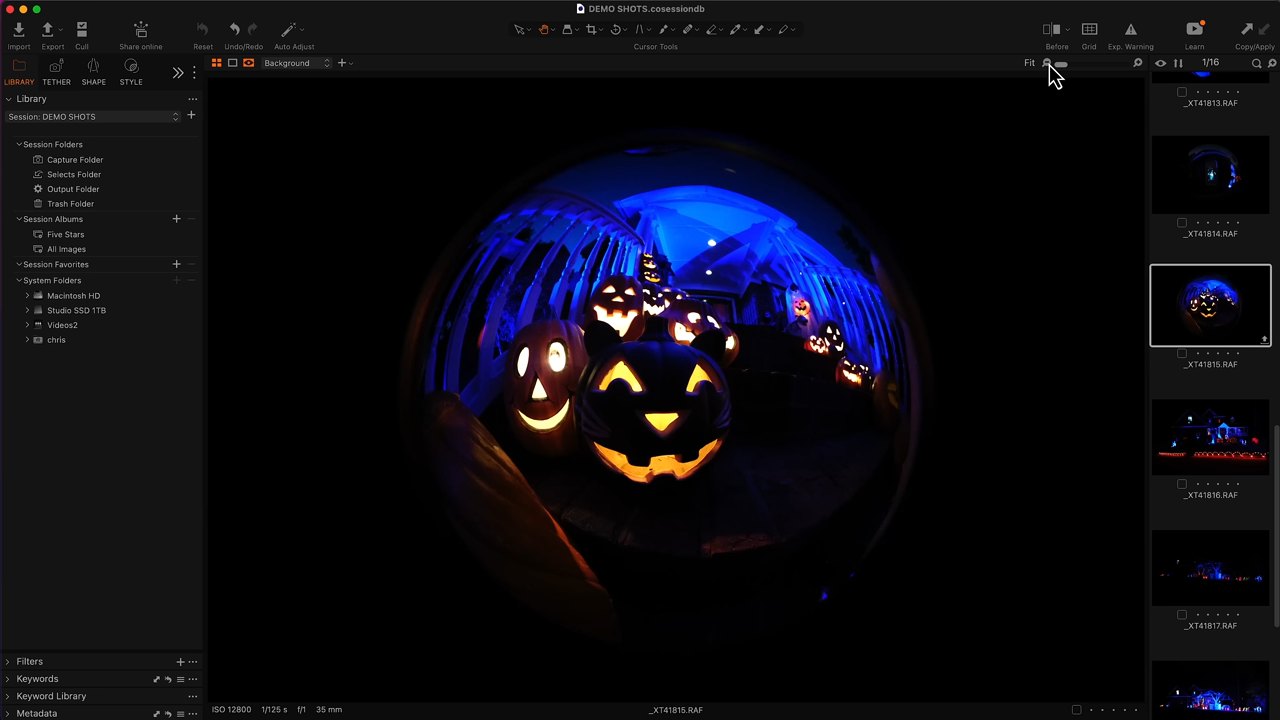 DEMO SHOTS.cosessiondb
Import
Export
Cull
Share online
Reset
Undo/Redo
Auto Adjust
Cursor Tools
Before
Grid
Exp. Warning
Learn
Copy/Apply
LIBRARY
TETHER
SHAPE
STYLE
Background
Fit
1/16
Library
Session: DEMO SHOTS
Session Folders
Capture Folder
Selects Folder
Output Folder
Trash Folder
Session Albums
Five Stars
All Images
Session Favorites
System Folders
Macintosh HD
Studio SSD 1TB
Videos2
chris
Filters
Keywords
Keyword Library
Metadata
_XT41813.RAF
_XT41814.RAF
_XT41815.RAF
_XT41816.RAF
_XT41817.RAF
ISO 12800 1/125 s f/1 35 mm
_XT41815.RAF